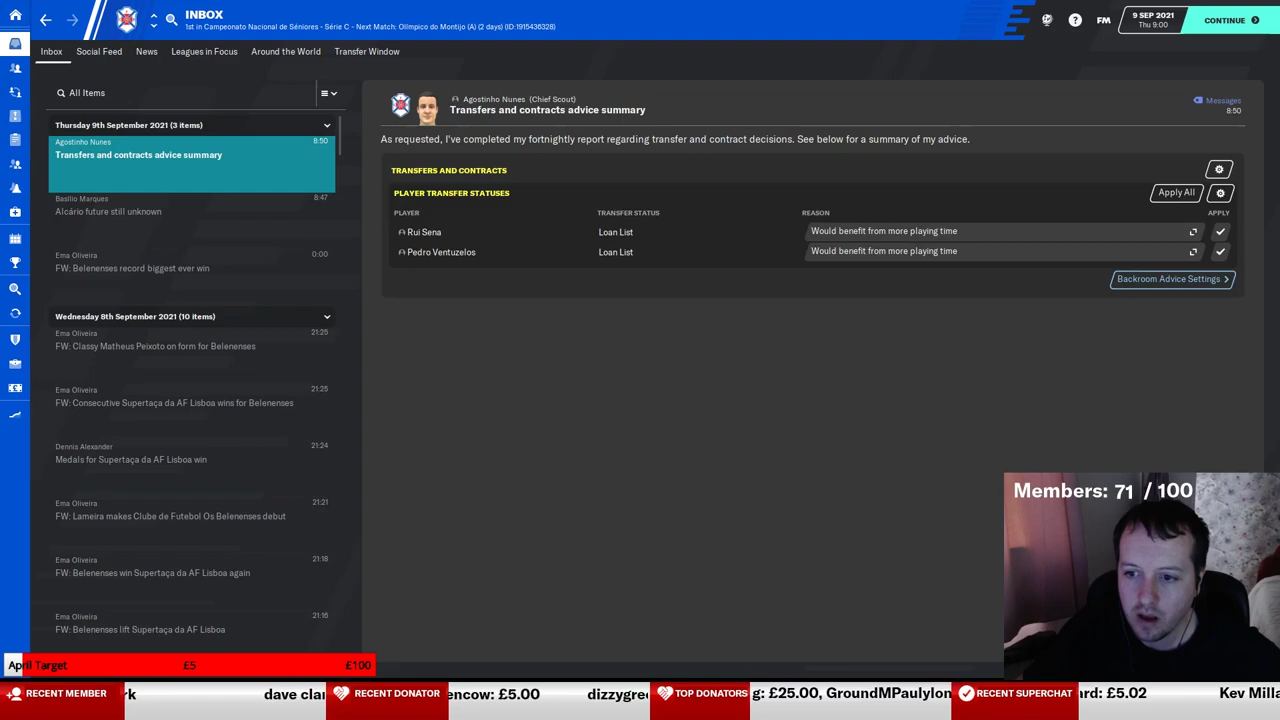 INBOX
1st in Campeonato Nacional de Séniores - Série C - Next Match: Olímpico do Montijo (A) (2 days) (ID:1915436328)
FM
9 SEP 2021
Thu 9:00
CONTINUE
Inbox
Social Feed
News
Leagues in Focus
Around the World
Transfer Window
All Items
Thursday 9th September 2021 (3 items)
Agostinho Nunes 8:50
Transfers and contracts advice summary
Basílio Marques 8:47
Alcário future still unknown
Ema Oliveira 0:00
FW: Belenenses record biggest ever win
Wednesday 8th September 2021 (10 items)
Ema Oliveira 21:25
FW: Classy Matheus Peixoto on form for Belenenses
Ema Oliveira 21:25
FW: Consecutive Supertaça da AF Lisboa wins for Belenenses
Dennis Alexander 21:24
Medals for Supertaça da AF Lisboa win
Ema Oliveira 21:21
FW: Lameira makes Clube de Futebol Os Belenenses debut
Ema Oliveira 21:18
FW: Belenenses win Supertaça da AF Lisboa again
Ema Oliveira 21:16
FW: Belenenses lift Supertaça da AF Lisboa
Agostinho Nunes (Chief Scout)
Transfers and contracts advice summary
Messages
8:50
As requested, I've completed my fortnightly report regarding transfer and contract decisions. See below for a summary of my advice.
TRANSFERS AND CONTRACTS
PLAYER TRANSFER STATUSES
Apply All
PLAYER TRANSFER STATUS REASON APPLY
Rui Sena Loan List Would benefit from more playing time
Pedro Ventuzelos Loan List Would benefit from more playing time
Backroom Advice Settings
Members: 71 / 100
April Target £5 £100
RECENT MEMBER
rk dave clar
RECENT DONATOR
encow: £5.00 dizzygre
TOP DONATORS
g: £25.00, GroundMPaulylon
RECENT SUPERCHAT
ard: £5.02 Kev Milla